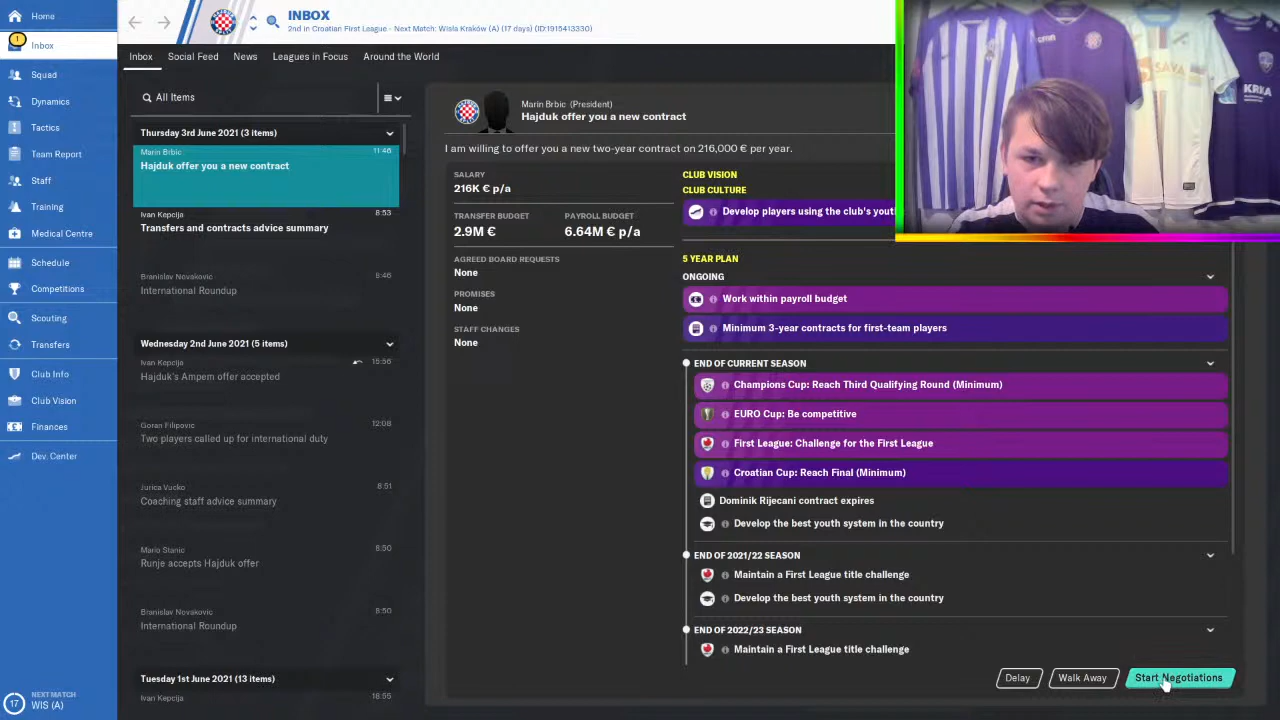 Home
1
Inbox
Squad
Dynamics
Tactics
Team Report
Staff
Training
Medical Centre
Schedule
Competitions
Scouting
Transfers
Club Info
Club Vision
Finances
Dev. Center
17
NEXT MATCH
WIS (A)
INBOX
2nd in Croatian First League - Next Match: Wisła Kraków (A) (17 days) (ID:1915413330)
Inbox
Social Feed
News
Leagues in Focus
Around the World
All Items
Thursday 3rd June 2021 (3 items)
Marin Brbic 11:46
Hajduk offer you a new contract
Ivan Kepcija 8:53
Transfers and contracts advice summary
Branislav Novakovic 8:46
International Roundup
Wednesday 2nd June 2021 (5 items)
Ivan Kepcija 15:56
Hajduk's Ampem offer accepted
Goran Filipovic 12:08
Two players called up for international duty
Jurica Vucko 8:51
Coaching staff advice summary
Mario Stanic 8:50
Runje accepts Hajduk offer
Branislav Novakovic 8:50
International Roundup
Tuesday 1st June 2021 (13 items)
Ivan Kepcija 18:55
Marin Brbic (President)
Hajduk offer you a new contract
I am willing to offer you a new two-year contract on 216,000 € per year.
SALARY
216K € p/a
TRANSFER BUDGET
2.9M €
PAYROLL BUDGET
6.64M € p/a
AGREED BOARD REQUESTS
None
PROMISES
None
STAFF CHANGES
None
CLUB VISION
CLUB CULTURE
Develop players using the club's yout
5 YEAR PLAN
ONGOING
Work within payroll budget
Minimum 3-year contracts for first-team players
END OF CURRENT SEASON
Champions Cup: Reach Third Qualifying Round (Minimum)
EURO Cup: Be competitive
First League: Challenge for the First League
Croatian Cup: Reach Final (Minimum)
Dominik Rijecani contract expires
Develop the best youth system in the country
END OF 2021/22 SEASON
Maintain a First League title challenge
Develop the best youth system in the country
END OF 2022/23 SEASON
Maintain a First League title challenge
Delay
Walk Away
Start Negotiations
SAVA
KRKA